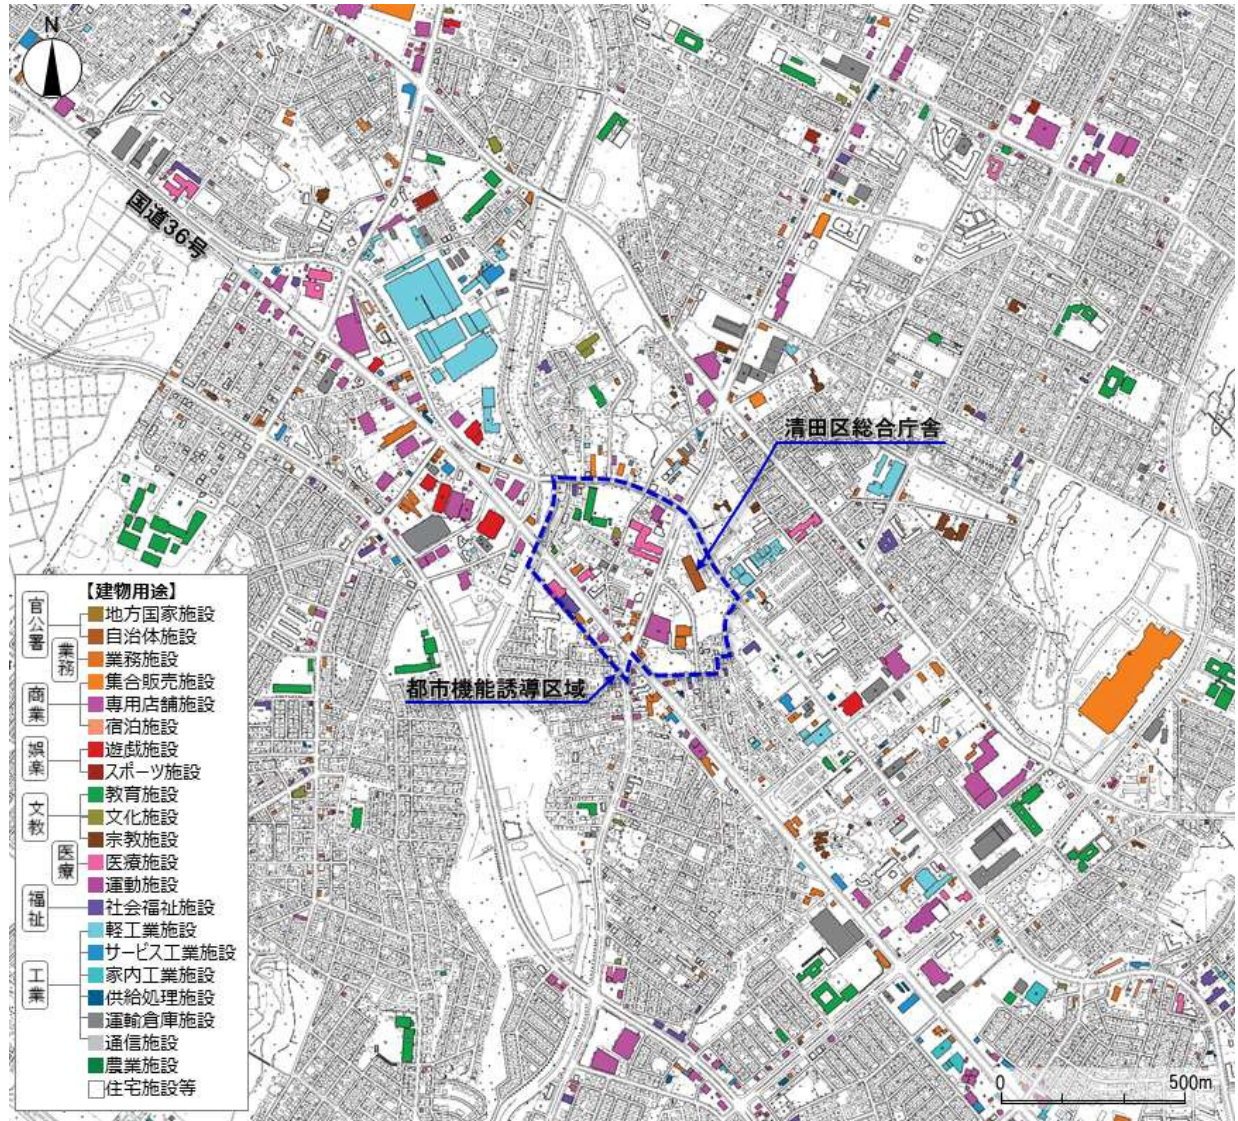 N
国道36号
清田区総合庁舎
都市機能誘導区域
【建物用途】
官公署
業務
商業
娯楽
文教
医療
福祉
工業
地方国家施設
自治体施設
業務施設
集合販売施設
専用店舗施設
宿泊施設
遊戯施設
スポーツ施設
教育施設
文化施設
宗教施設
医療施設
運動施設
社会福祉施設
軽工業施設
サービス工業施設
家内工業施設
供給処理施設
運輸倉庫施設
通信施設
農業施設
住宅施設等
0 500m